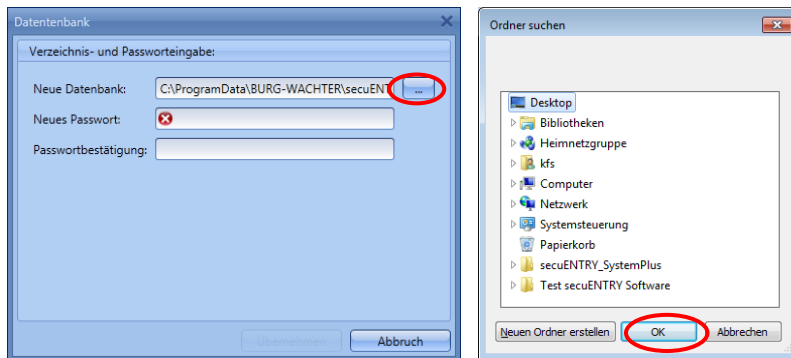 Datentenbank
Verzeichnis- und Passworteingabe:
Neue Datenbank: C:\ProgramData\BURG-WACHTER\secuENT ...
Neues Passwort:
Passwortbestätigung:
Übernehmen Abbruch
Ordner suchen
Desktop
Bibliotheken
Heimnetzgruppe
kfs
Computer
Netzwerk
Systemsteuerung
Papierkorb
secuENTRY_SystemPlus
Test secuENTRY Software
Neuen Ordner erstellen OK Abbrechen